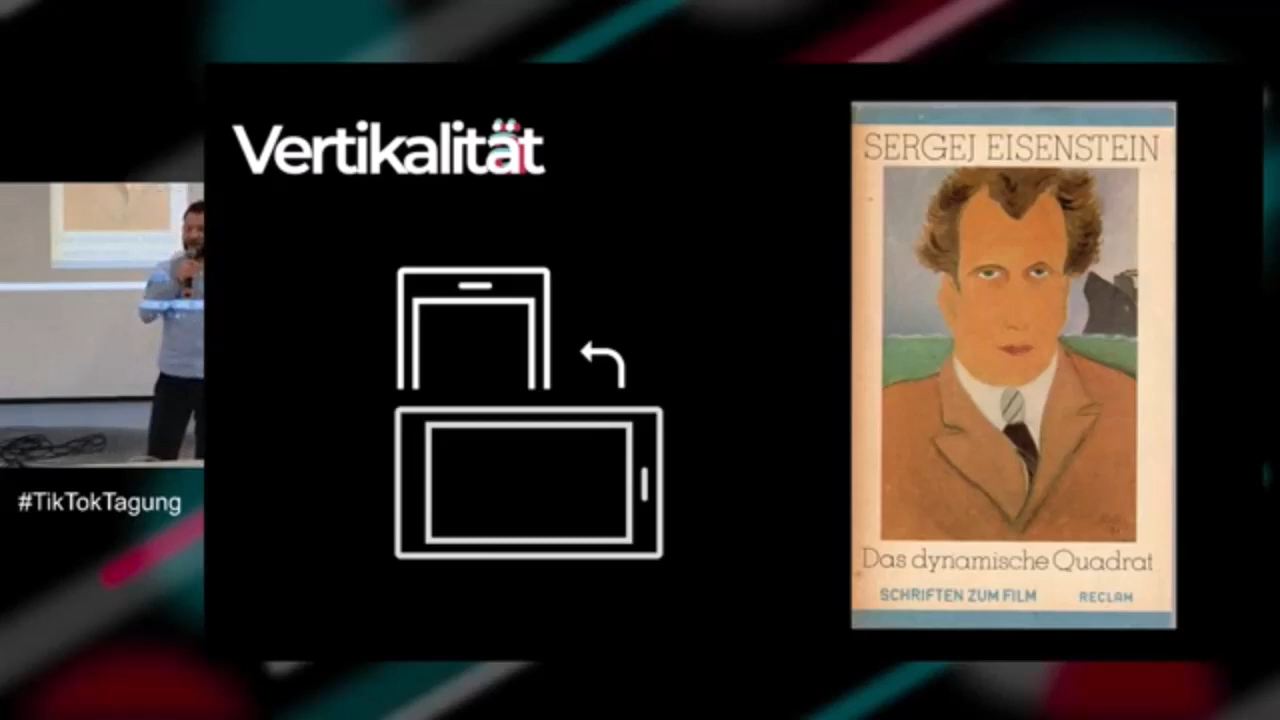 Vertikalität
SERGEJ EISENSTEIN
Das dynamische Quadrat
SCHRIFTEN ZUM FILM RECLAM
#TikTokTagung